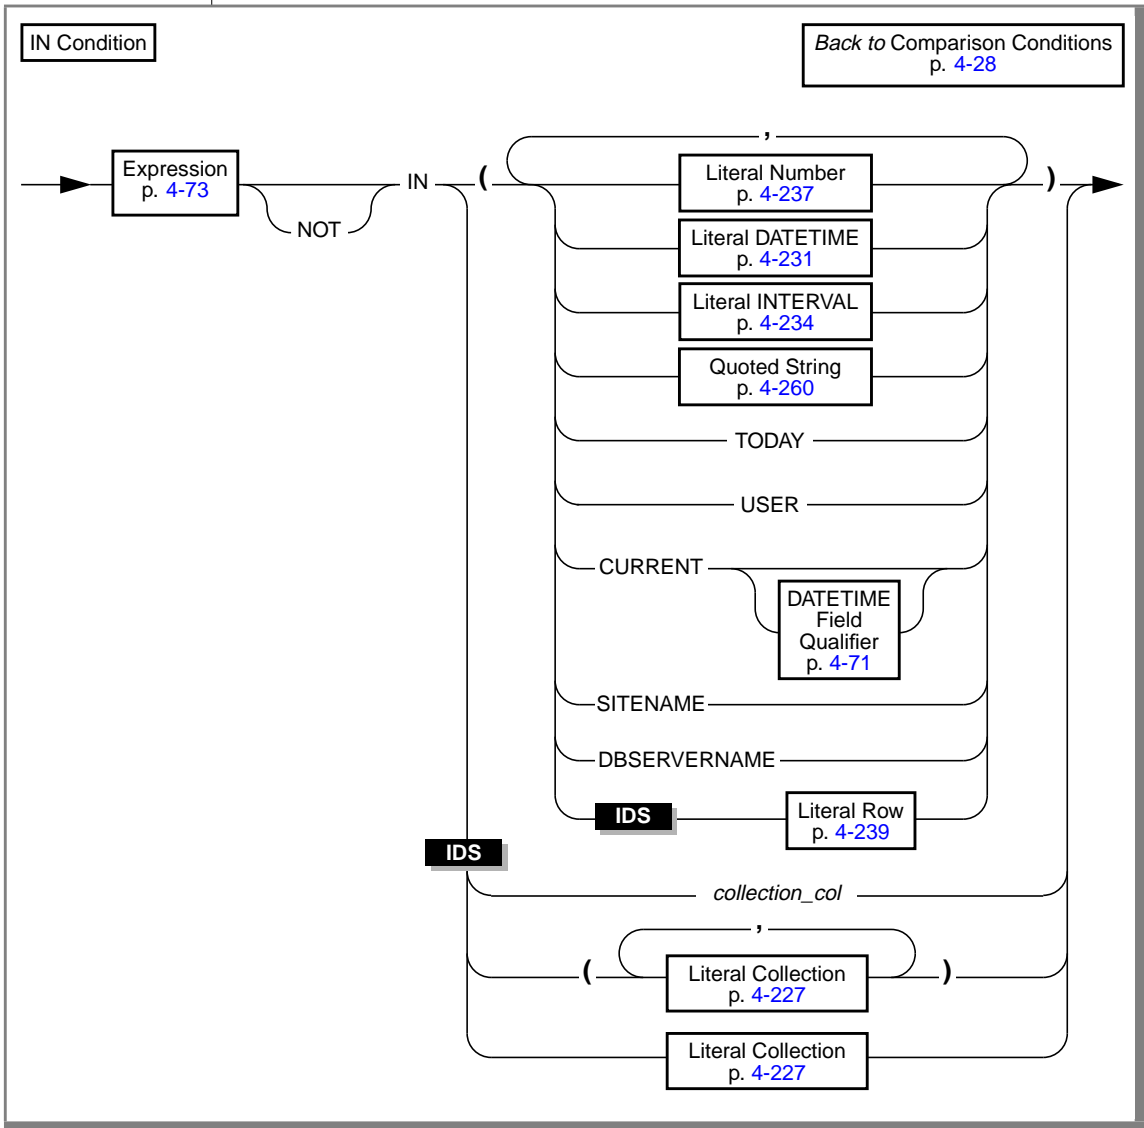 IN Condition
Back to Comparison Conditions
p. 4-28
,
Expression
p. 4-73
NOT
IN
(
Literal Number
p. 4-237
)
Literal DATETIME
p. 4-231
Literal INTERVAL
p. 4-234
Quoted String
p. 4-260
TODAY
USER
CURRENT
DATETIME
Field
Qualifier
p. 4-71
SITENAME
DBSERVERNAME
IDS
Literal Row
p. 4-239
IDS
collection_col
,
(
Literal Collection
p. 4-227
)
Literal Collection
p. 4-227